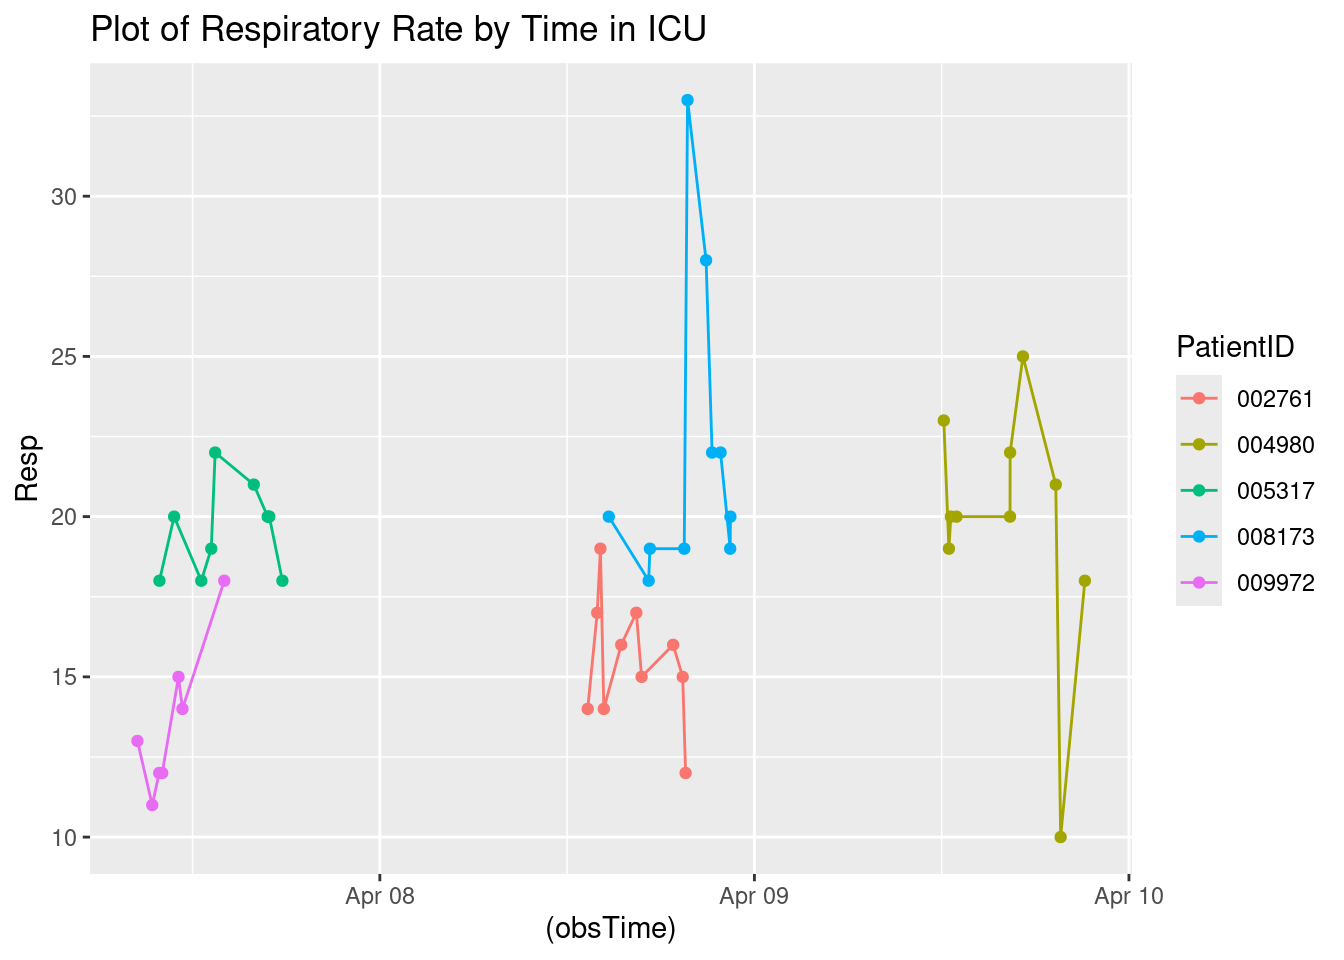 Plot of Respiratory Rate by Time in ICU
Resp
30
25
20
15
10
Apr 08
Apr 09
Apr 10
(obsTime)
PatientID
002761
004980
005317
008173
009972